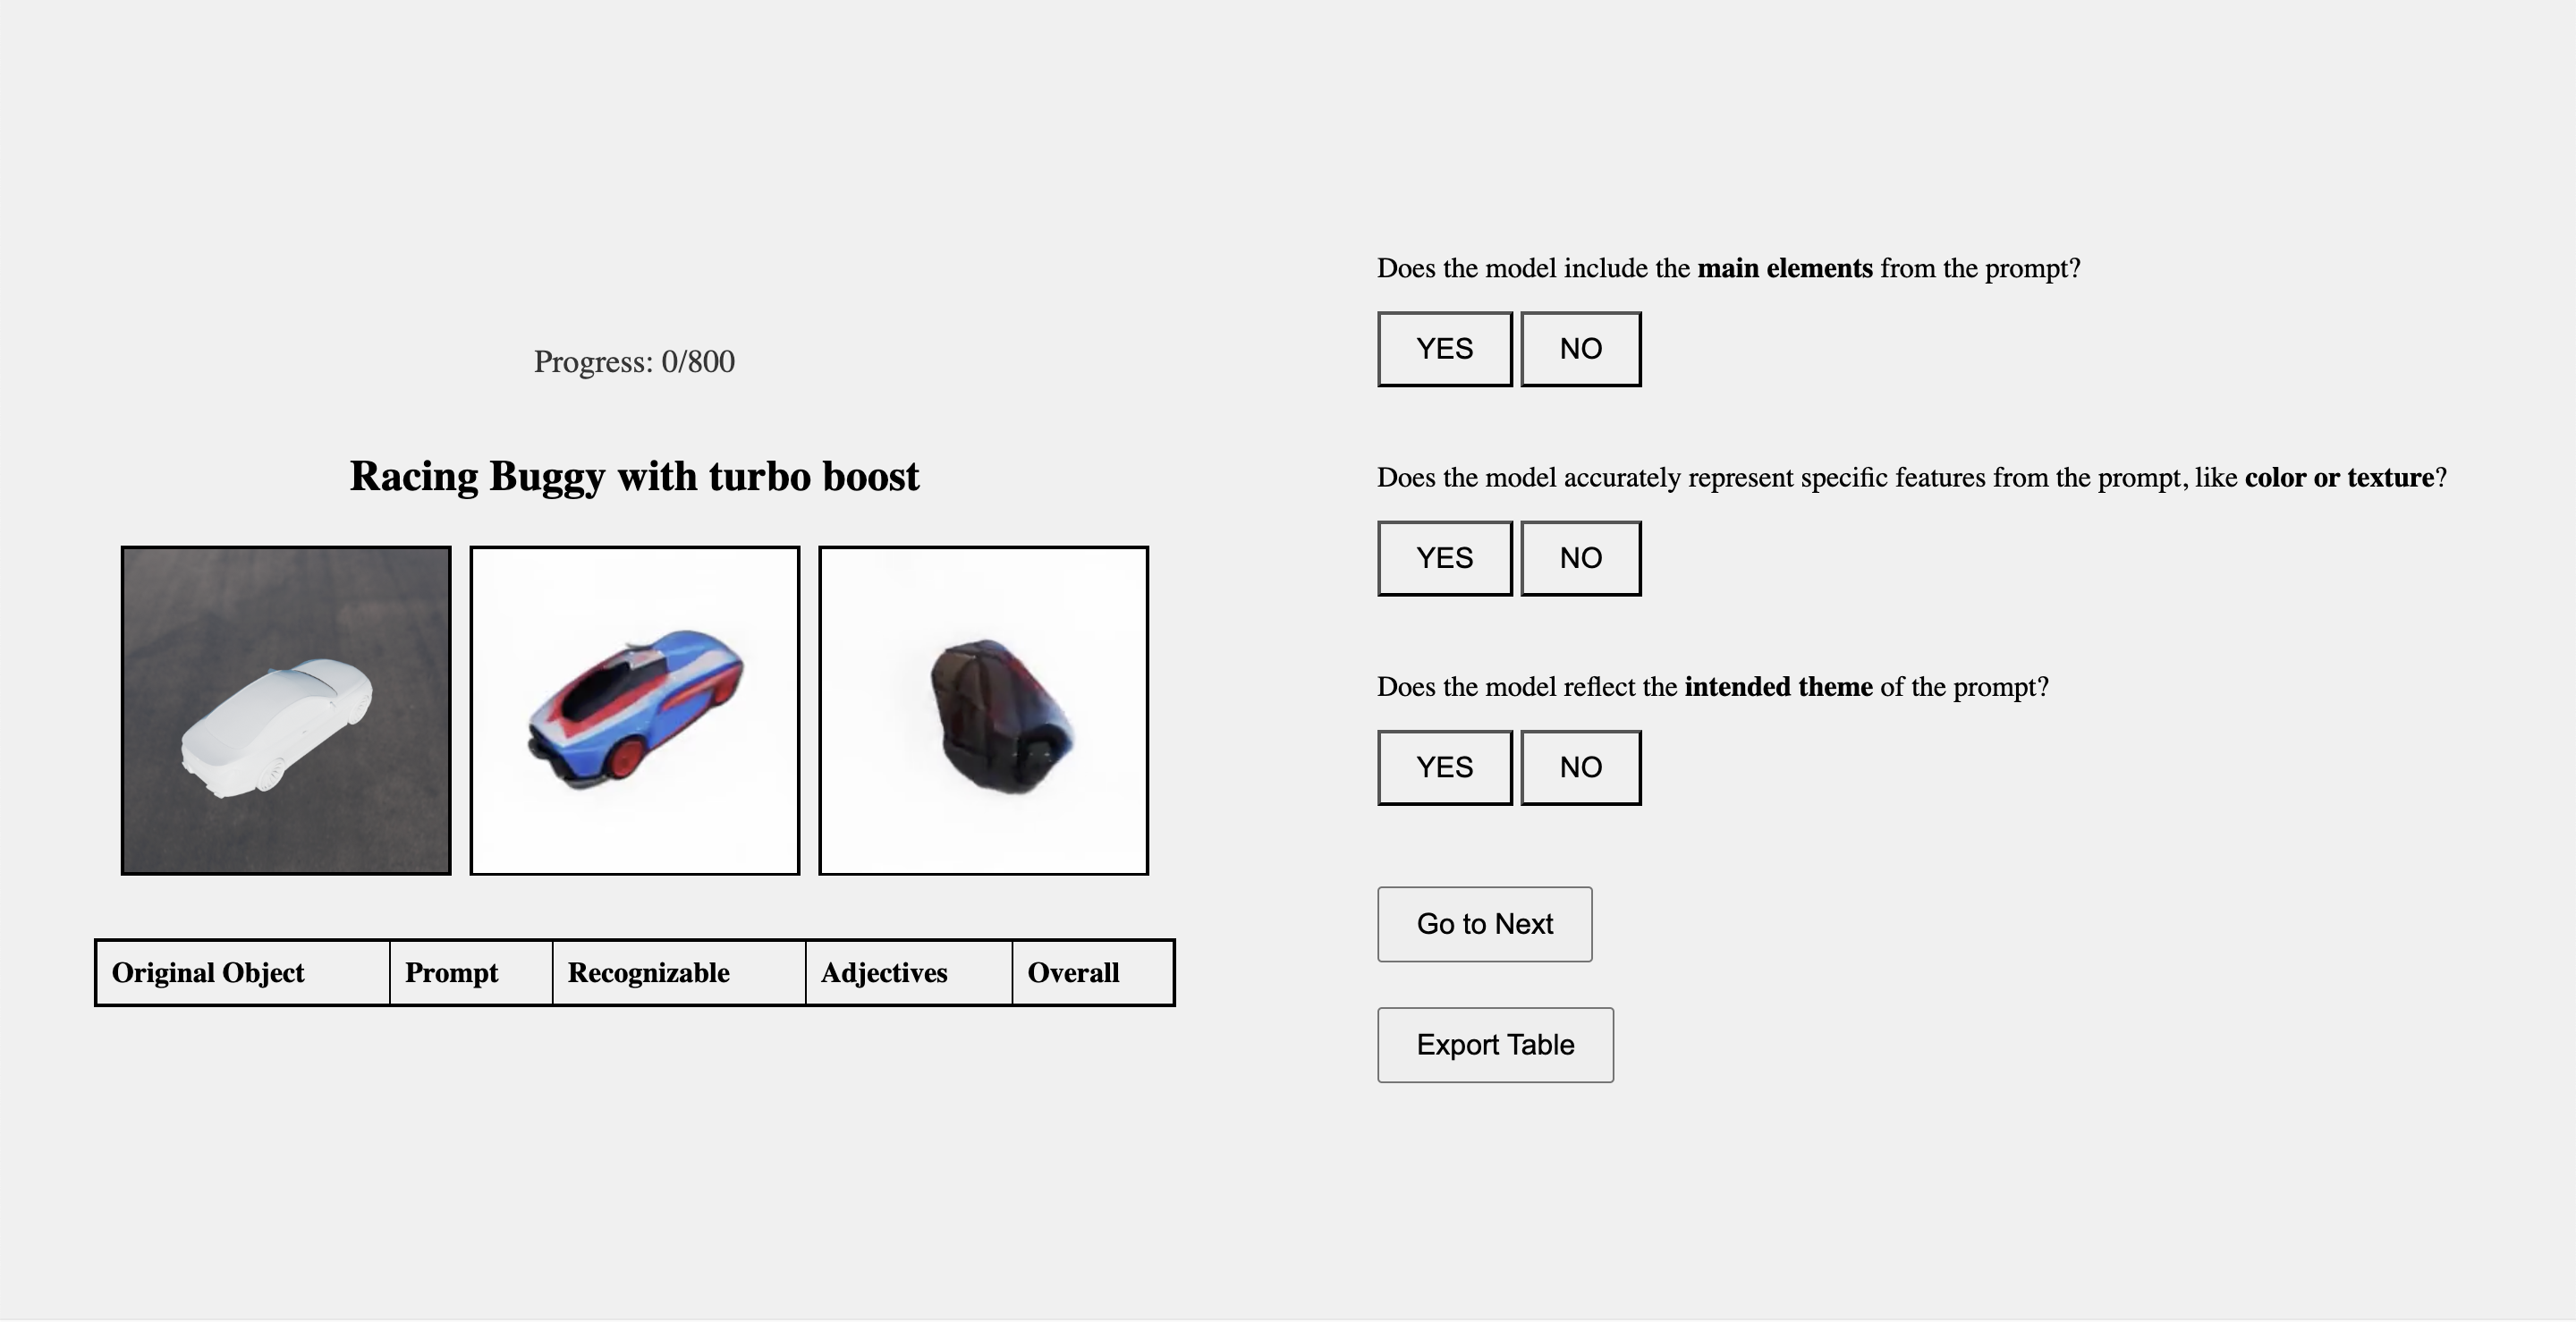 Progress: 0/800
Racing Buggy with turbo boost
Original Object Prompt Recognizable Adjectives Overall
Does the model include the main elements from the prompt?
YES NO
Does the model accurately represent specific features from the prompt, like color or texture?
YES NO
Does the model reflect the intended theme of the prompt?
YES NO
Go to Next
Export Table